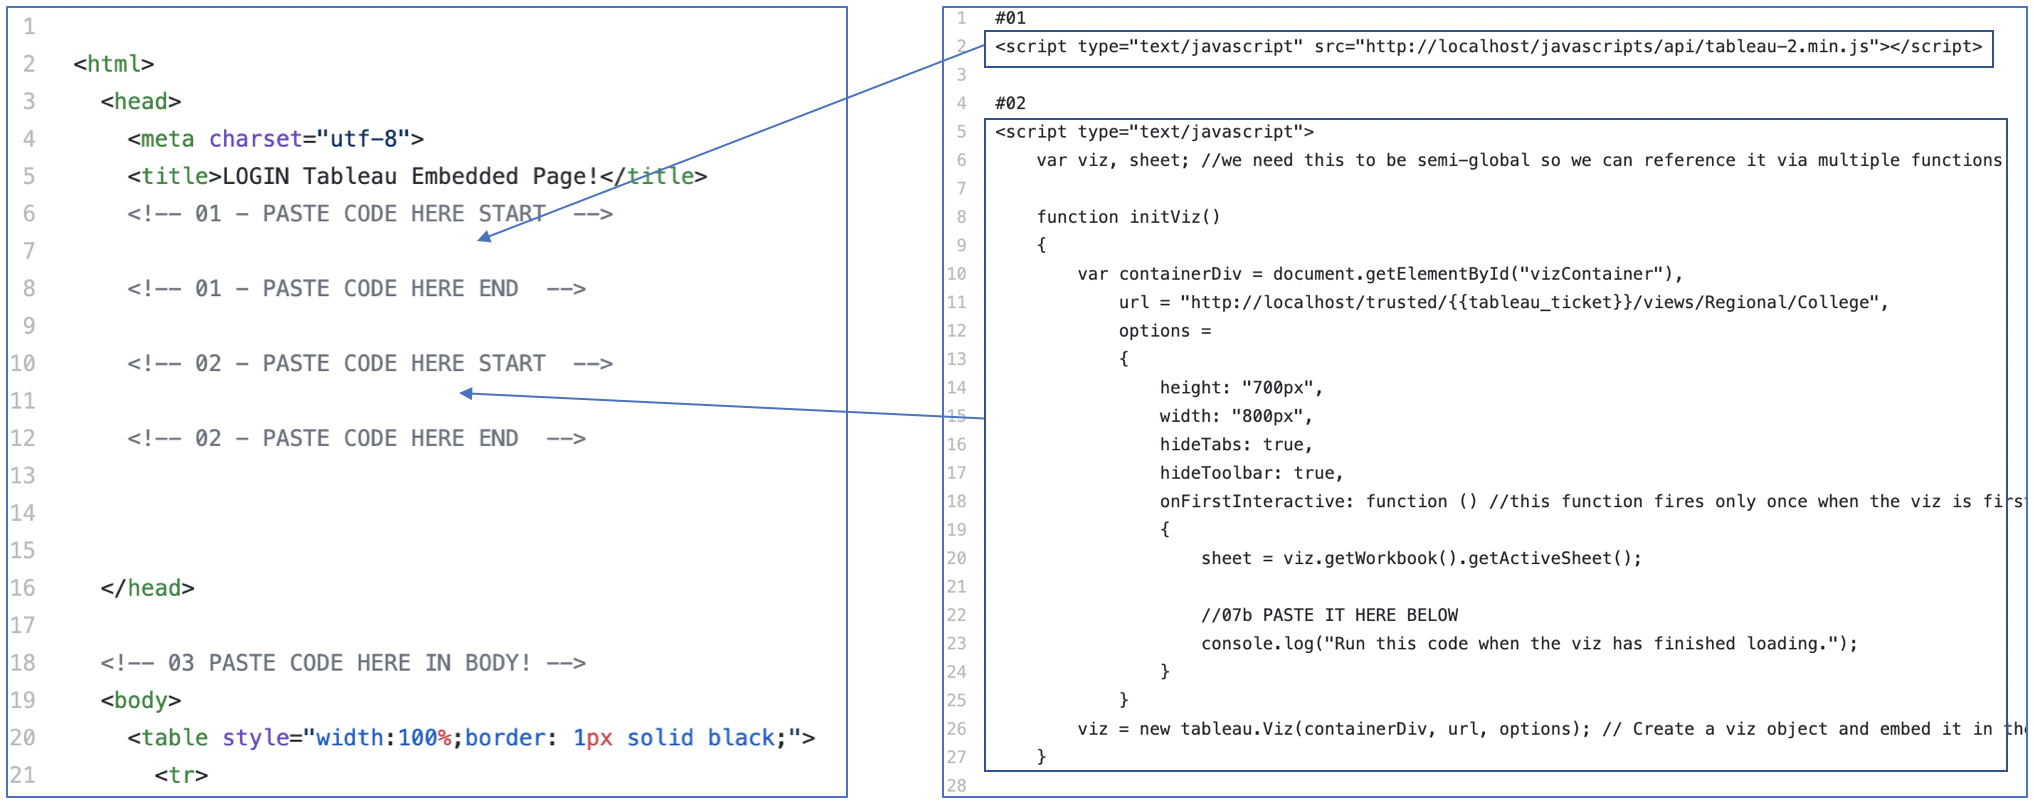 1
2 <html>
3 <head>
4 <meta charset="utf-8">
5 <title>LOGIN Tableau Embedded Page!</title>
6 <!-- 01 - PASTE CODE HERE START -->
7
8 <!-- 01 - PASTE CODE HERE END -->
9
10 <!-- 02 - PASTE CODE HERE START -->
11
12 <!-- 02 - PASTE CODE HERE END -->
13
14
15
16 </head>
17
18 <!-- 03 PASTE CODE HERE IN BODY! -->
19 <body>
20 <table style="width:100%;border: 1px solid black;">
21 <tr>
1 #01
2 <script type="text/javascript" src="http://localhost/javascripts/api/tableau-2.min.js"></script>
3
4 #02
5 <script type="text/javascript">
6 var viz, sheet; //we need this to be semi-global so we can reference it via multiple functions
7
8 function initViz()
9 {
10 var containerDiv = document.getElementById("vizContainer"),
11 url = "http://localhost/trusted/{{tableau_ticket}}/views/Regional/College",
12 options =
13 {
14 height: "700px",
15 width: "800px",
16 hideTabs: true,
17 hideToolbar: true,
18 onFirstInteractive: function () //this function fires only once when the viz is firs
19 {
20 sheet = viz.getWorkbook().getActiveSheet();
21
22 //07b PASTE IT HERE BELOW
23 console.log("Run this code when the viz has finished loading.");
24 }
25 }
26 viz = new tableau.Viz(containerDiv, url, options); // Create a viz object and embed it in the
27 }
28